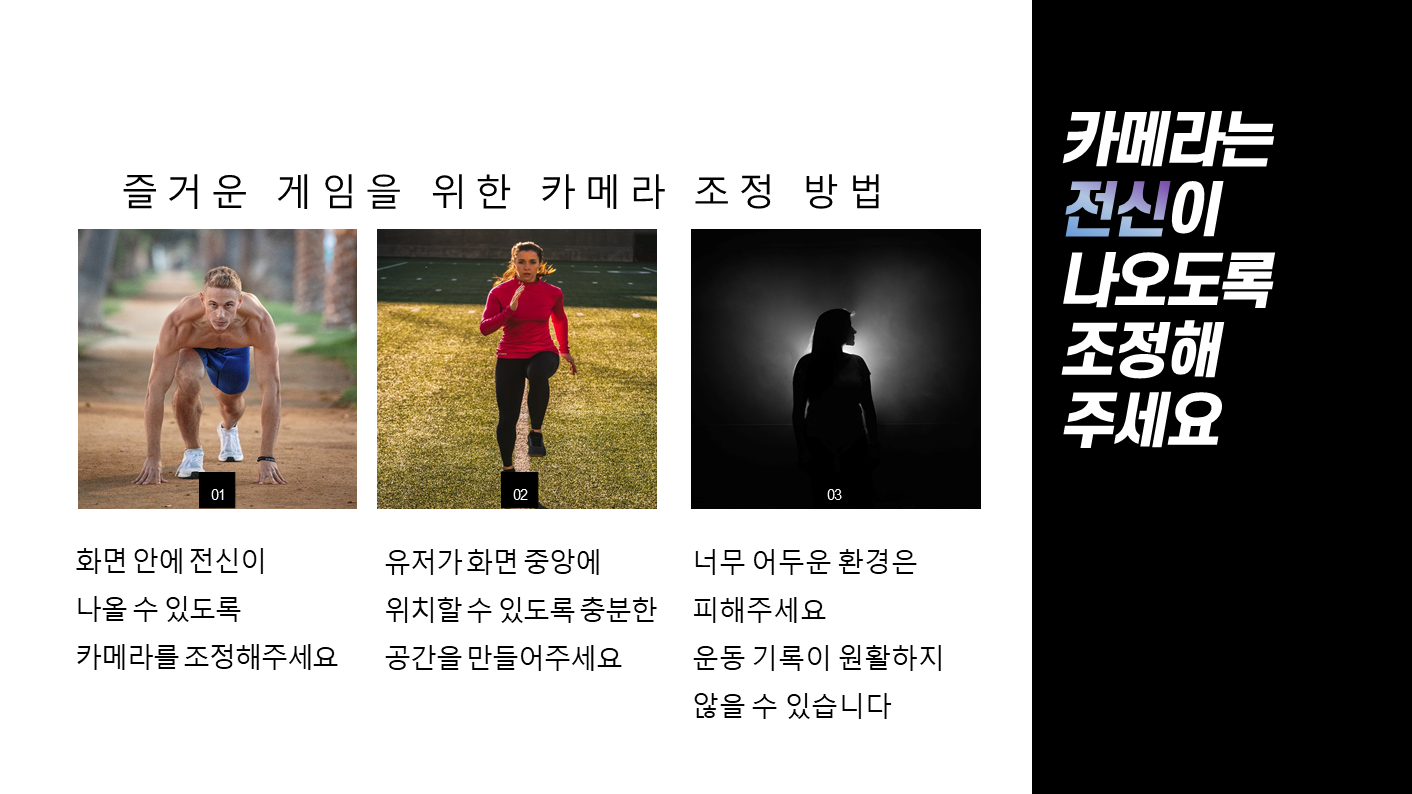 즐거운 게임을 위한 카메라 조정 방법
01
화면 안에 전신이
나올 수 있도록
카메라를 조정해주세요
02
유저가 화면 중앙에
위치할 수 있도록 충분한
공간을 만들어주세요
03
너무 어두운 환경은
피해주세요
운동 기록이 원활하지
않을 수 있습니다
카메라는
전신이
나오도록
조정해
주세요